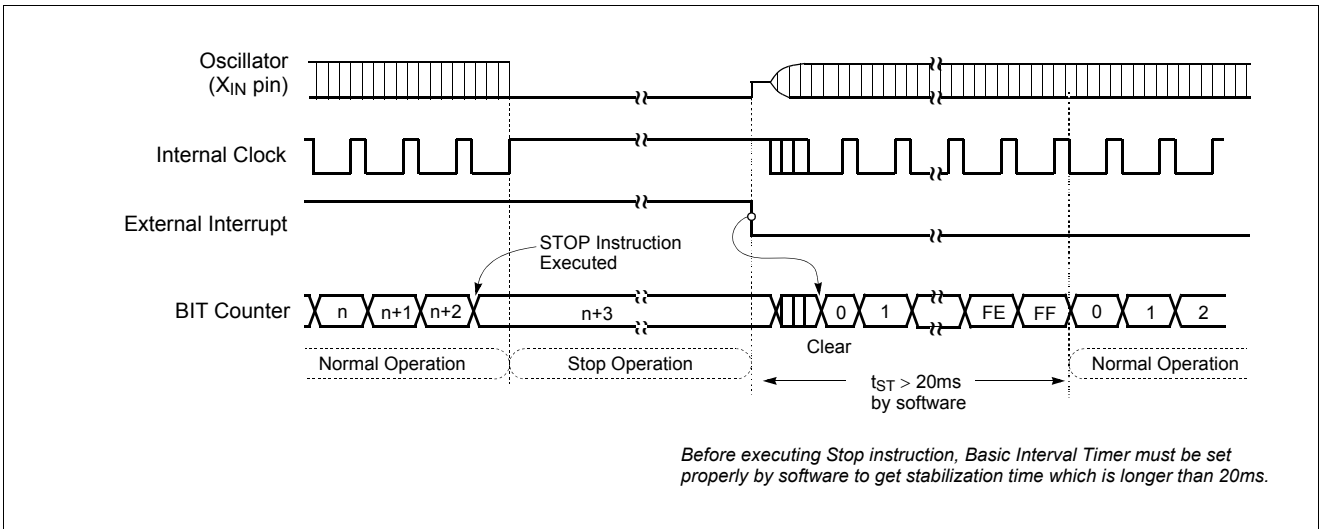 Oscillator
(XIN pin)
Internal Clock
External Interrupt
STOP Instruction
Executed
BIT Counter
n n+1 n+2 n+3 0 1 FE FF 0 1 2
Clear
Normal Operation Stop Operation Normal Operation
tST > 20ms
by software
Before executing Stop instruction, Basic Interval Timer must be set
properly by software to get stabilization time which is longer than 20ms.